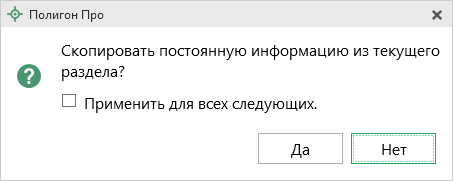 Полигон Про
Скопировать постоянную информацию из текущего
раздела?
Применить для всех следующих.
Да
Нет